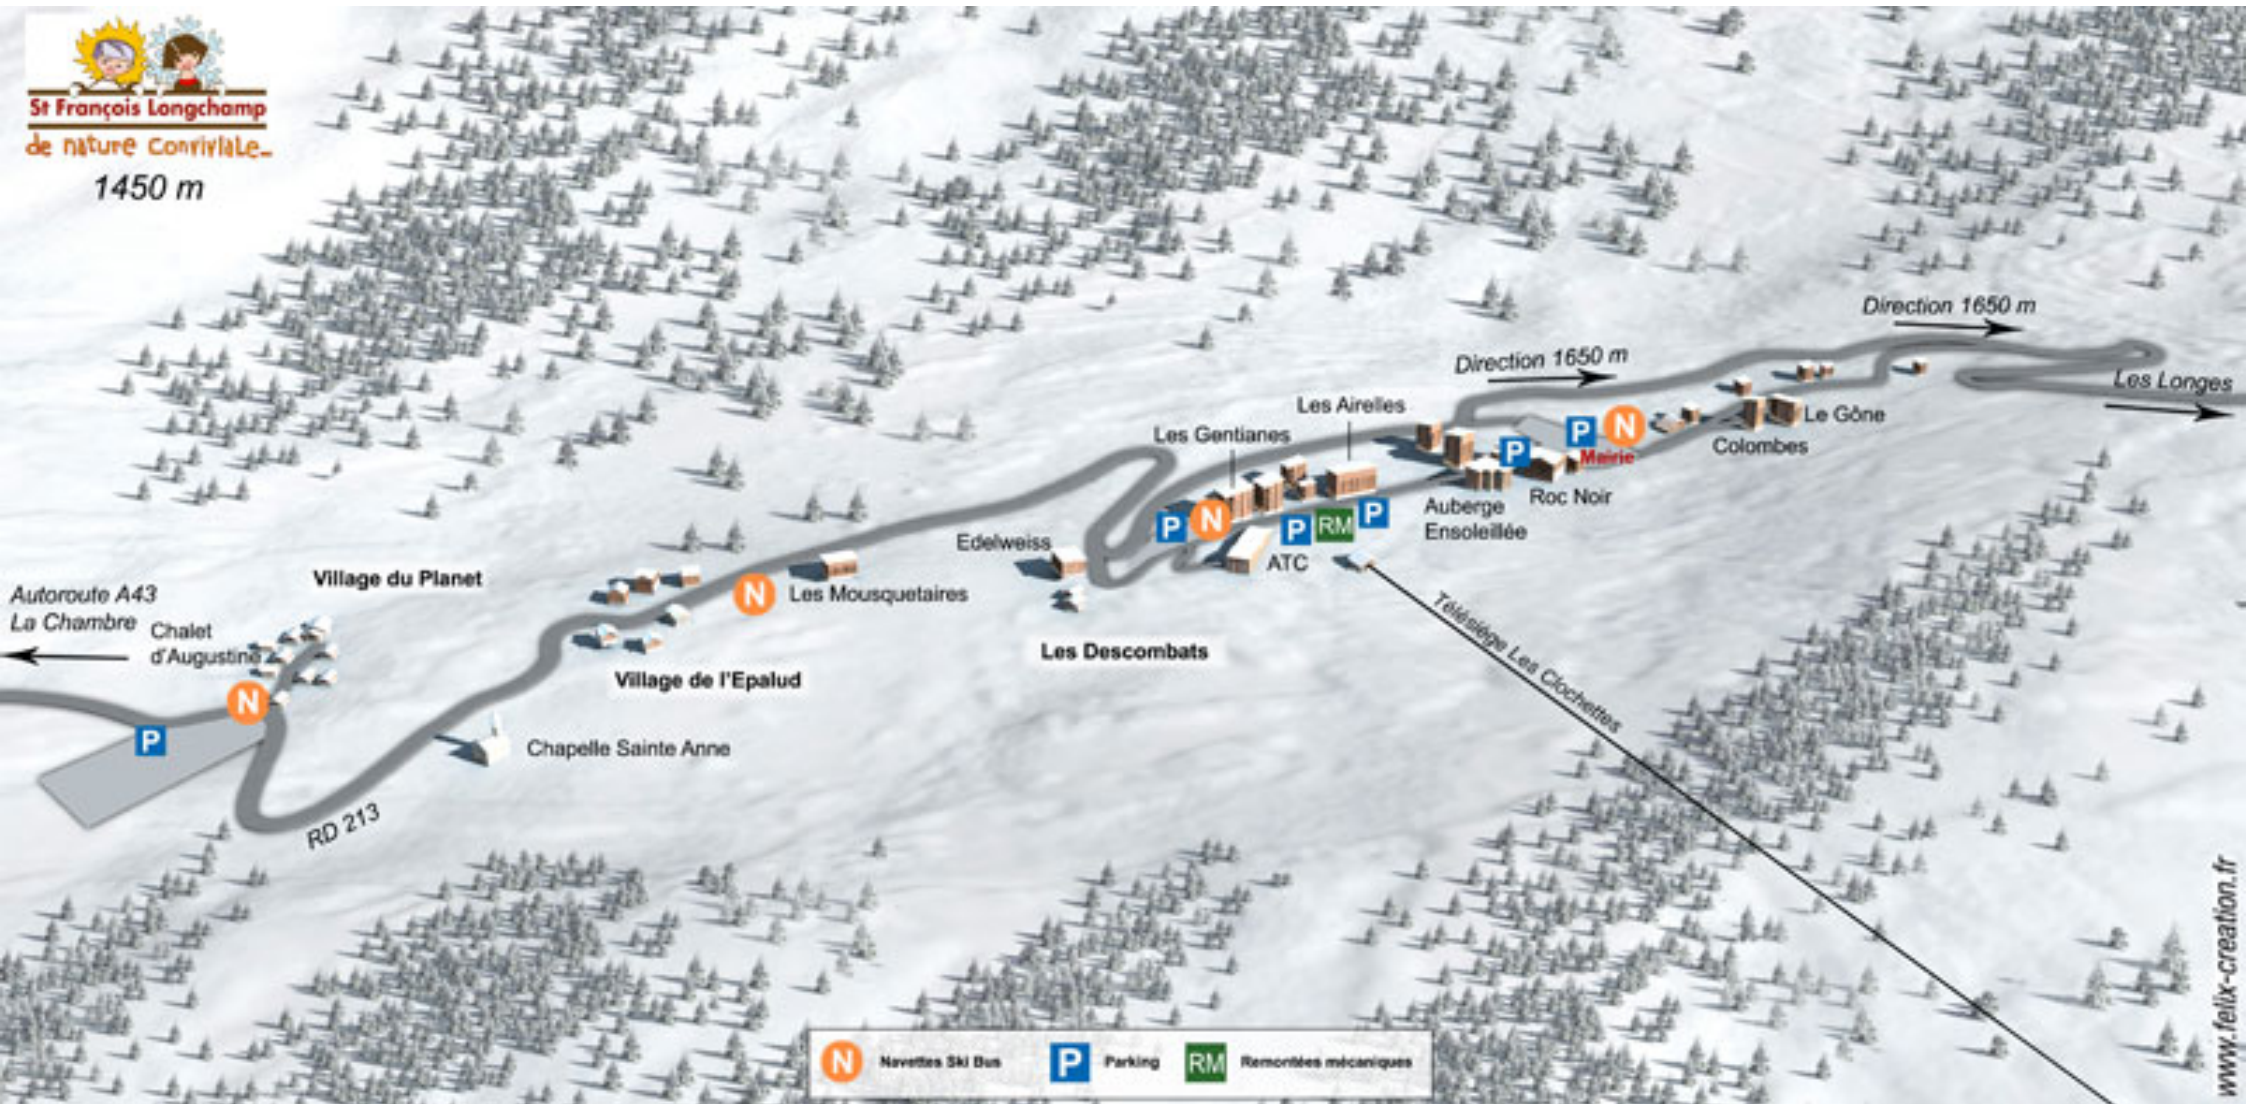 St François Longchamp
de nature conviviale...
1450 m
Direction 1650 m
Direction 1650 m
Les Longes
Les Airelles
Les Gentianes
Le Gône
Colombes
P
N
Mairie
P
Roc Noir
Auberge
Ensoleillée
P
N
P
RM
P
ATC
Edelweiss
Les Descombats
Télésiège Les Clochettes
N
Les Mousquetaires
Village du Planet
Autoroute A43
La Chambre
Chalet
d'Augustine
N
P
Village de l'Epalud
Chapelle Sainte Anne
RD 213
N
Navettes Ski Bus
P
Parking
RM
Remontées mécaniques
www.felix-creation.fr